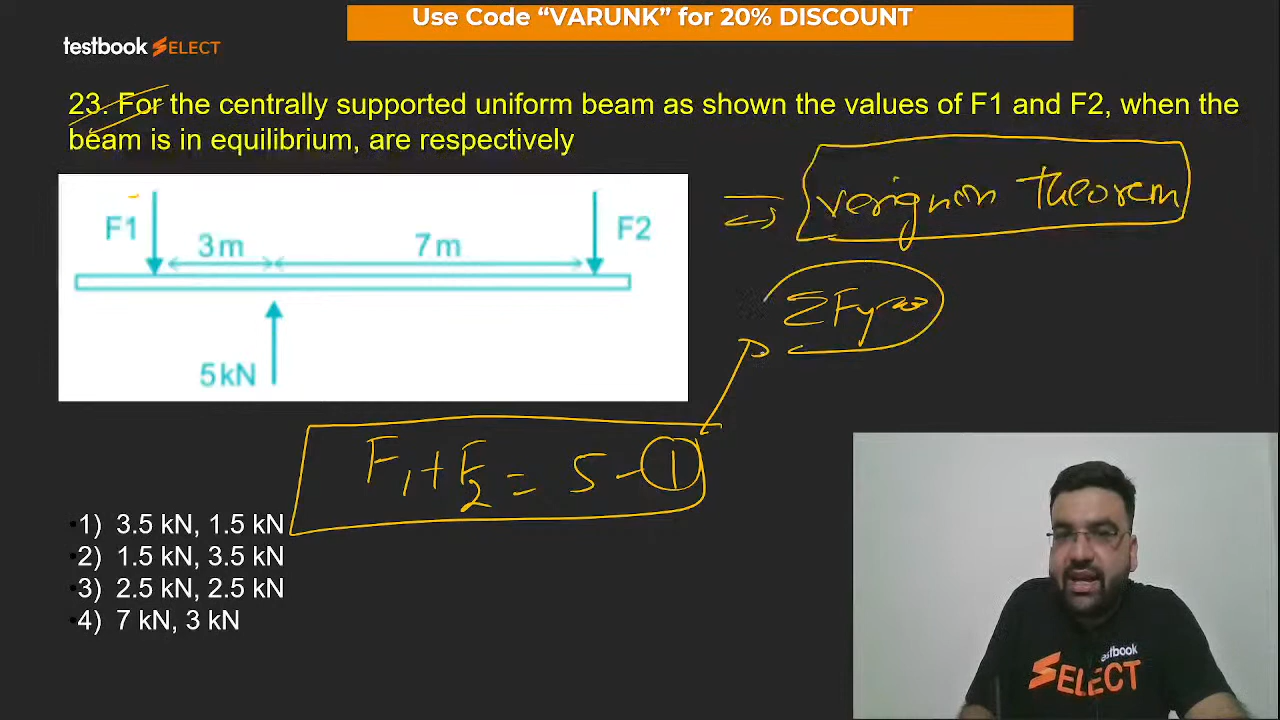 Use Code “VARUNK” for 20% DISCOUNT
testbook SELECT
23. For the centrally supported uniform beam as shown the values of F1 and F2, when the
beam is in equilibrium, are respectively
verignon theorem
F1
F2
3 m
7 m
ΣFy=0
5 kN
F1+F2 = 5 - 1
1) 3.5 kN, 1.5 kN
2) 1.5 kN, 3.5 kN
3) 2.5 kN, 2.5 kN
4) 7 kN, 3 kN
testbook
SELECT